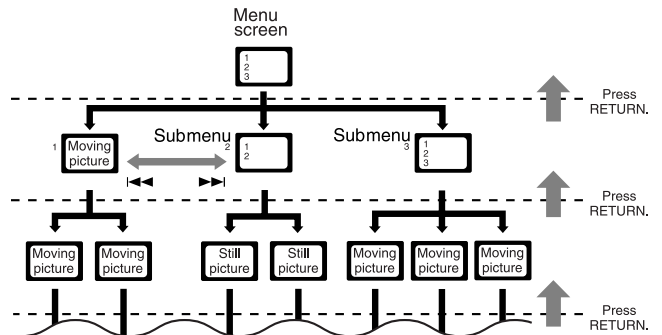 Menu
screen
1
2
3
Press
RETURN.
1
Moving
picture
Submenu
2
1
2
Submenu
3
1
2
3
Press
RETURN.
Moving
picture
Moving
picture
Still
picture
Still
picture
Moving
picture
Moving
picture
Moving
picture
Press
RETURN.